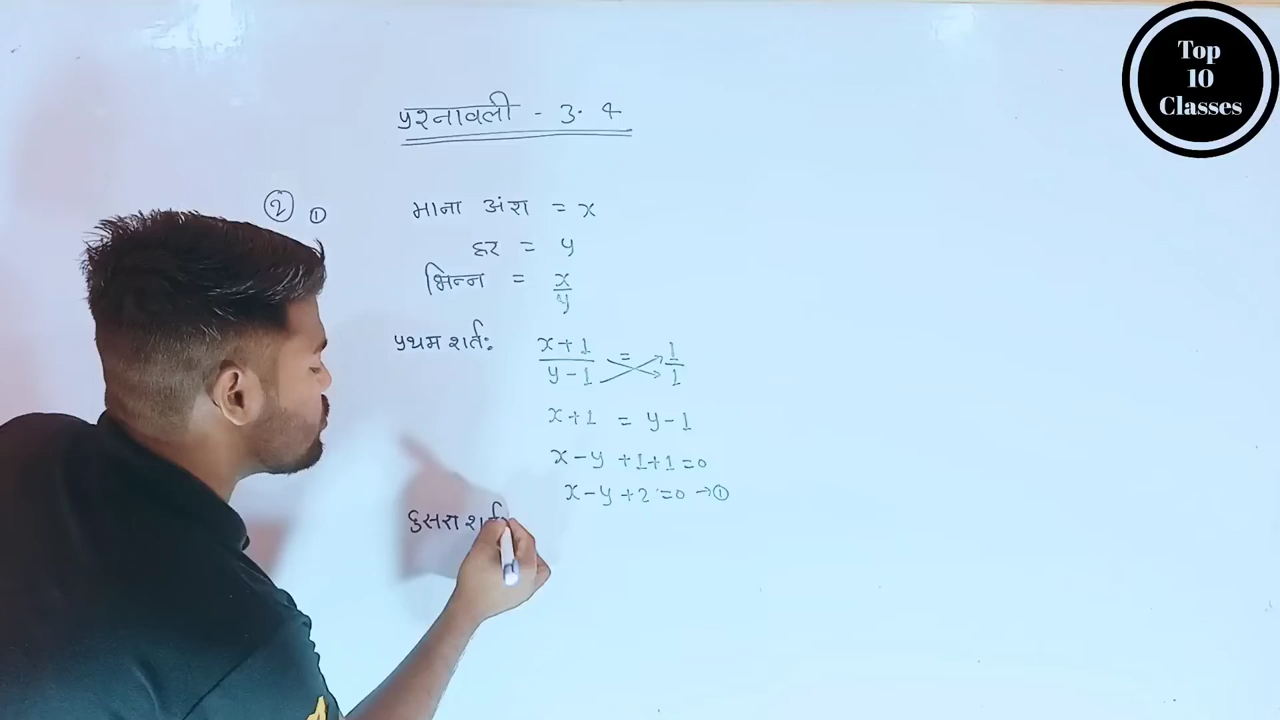 Top
10
Classes
प्रश्नावली - 3.4
② ① माना अंश = x
हर = y
भिन्न = x/y
प्रथम शर्त: x+1/y-1 = 1/1
x+1 = y-1
x-y+1+1=0
x-y+2=0 →①
दुसरा शर्त